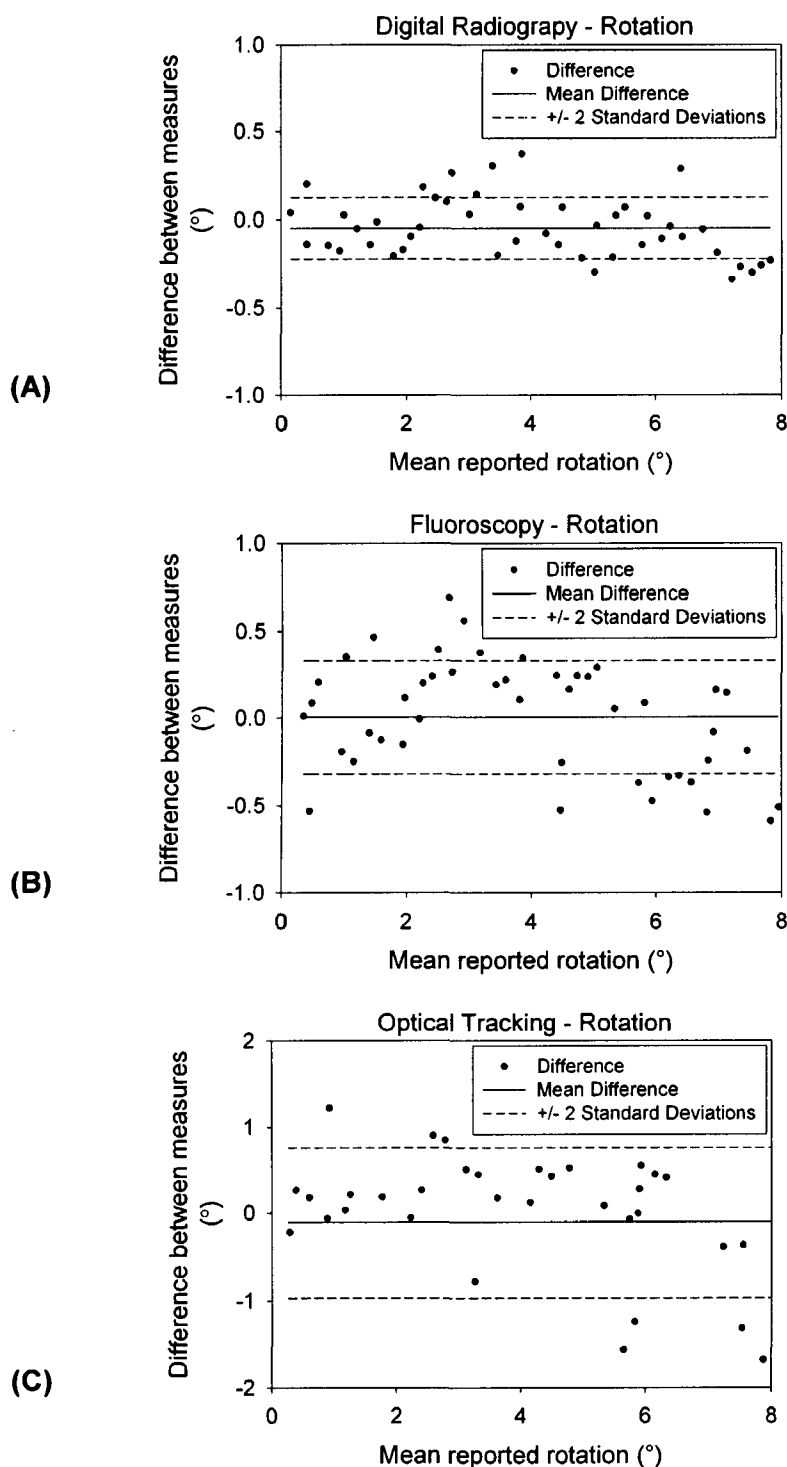 Digital Radiograpy - Rotation
Difference between measures
(°)
1.0
0.5
0.0
-0.5
-1.0
Difference
Mean Difference
+/- 2 Standard Deviations
0 2 4 6 8
Mean reported rotation (°)
(A)
Fluoroscopy - Rotation
Difference between measures
(°)
1.0
0.5
0.0
-0.5
-1.0
Difference
Mean Difference
+/- 2 Standard Deviations
0 2 4 6 8
Mean reported rotation (°)
(B)
Optical Tracking - Rotation
Difference between measures
(°)
2
1
0
-1
-2
Difference
Mean Difference
+/- 2 Standard Deviations
0 2 4 6 8
Mean reported rotation (°)
(C)